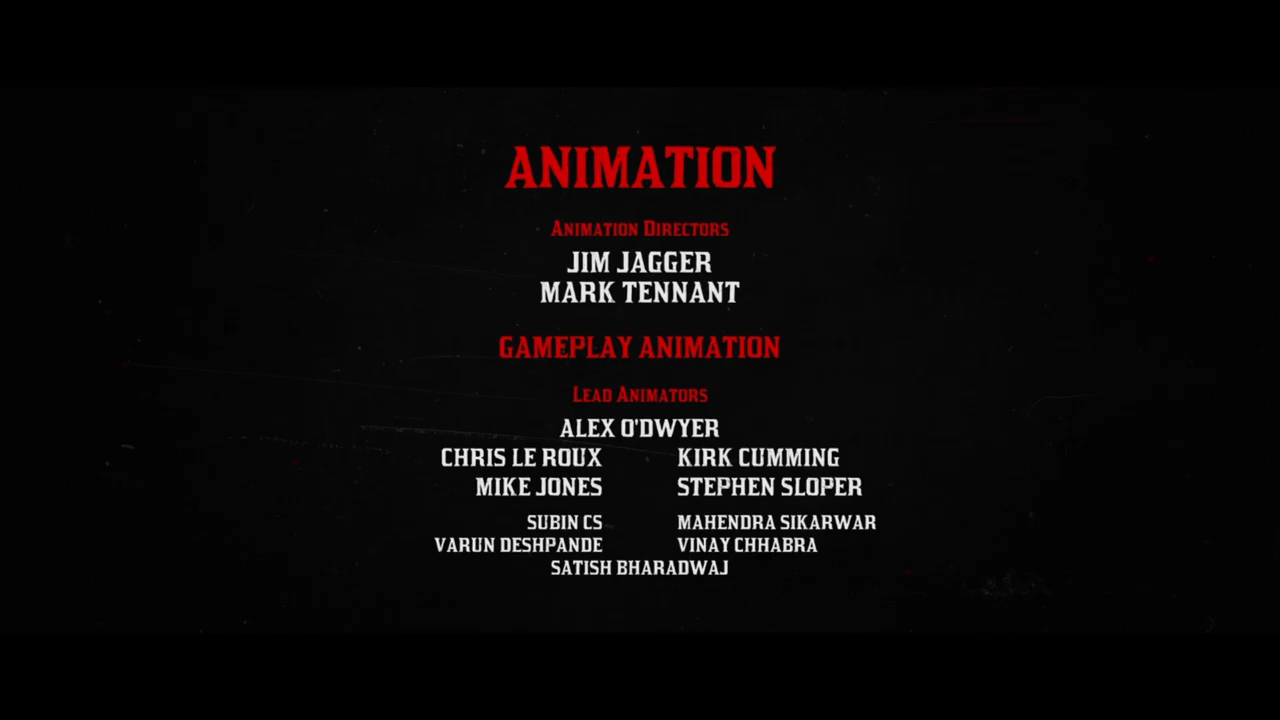 ANIMATION
Animation Directors
JIM JAGGER
MARK TENNANT
GAMEPLAY ANIMATION
Lead Animators
ALEX O'DWYER
CHRIS LE ROUX KIRK CUMMING
MIKE JONES STEPHEN SLOPER
SUBIN CS MAHENDRA SIKARWAR
VARUN DESHPANDE VINAY CHHABRA
SATISH BHARADWAJ